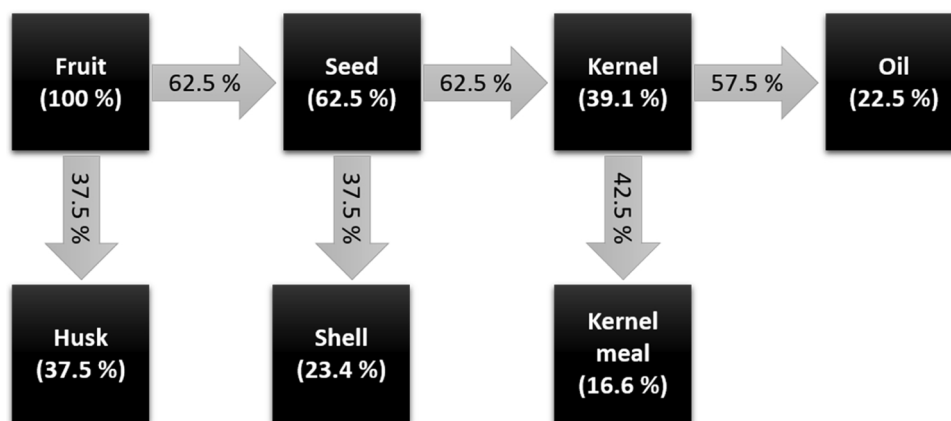 Fruit
(100 %)
62.5 %
Seed
(62.5 %)
62.5 %
Kernel
(39.1 %)
57.5 %
Oil
(22.5 %)
37.5 %
37.5 %
42.5 %
Husk
(37.5 %)
Shell
(23.4 %)
Kernel
meal
(16.6 %)